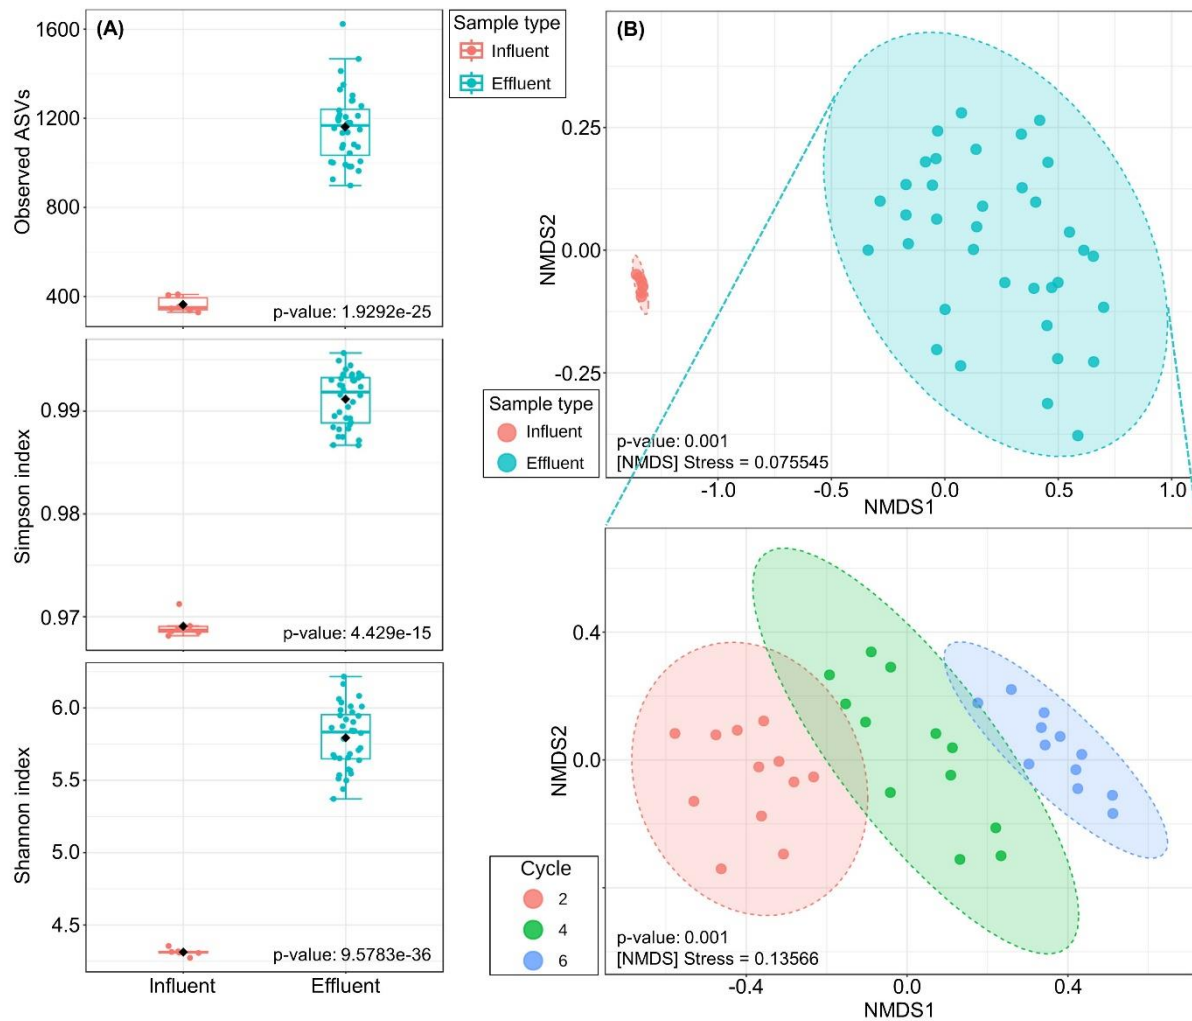 (A)
1600
1200
800
400
Observed ASVs
p-value: 1.9292e-25
Sample type
Influent
Effluent
0.99
0.98
0.97
Simpson index
p-value: 4.429e-15
6.0
5.5
5.0
4.5
Shannon index
p-value: 9.5783e-36
Influent Effluent
(B)
0.25
0.00
-0.25
NMDS2
Sample type
Influent
Effluent
p-value: 0.001
[NMDS] Stress = 0.075545
-1.0 -0.5 0.0 0.5 1.0
NMDS1
0.4
0.0
NMDS2
Cycle
2
4
6
p-value: 0.001
[NMDS] Stress = 0.13566
-0.4 0.0 0.4
NMDS1